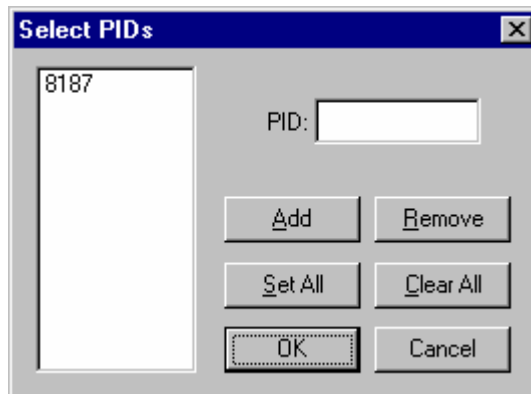 Select PIDs
8187
PID:
Add Remove
Set All Clear All
OK Cancel